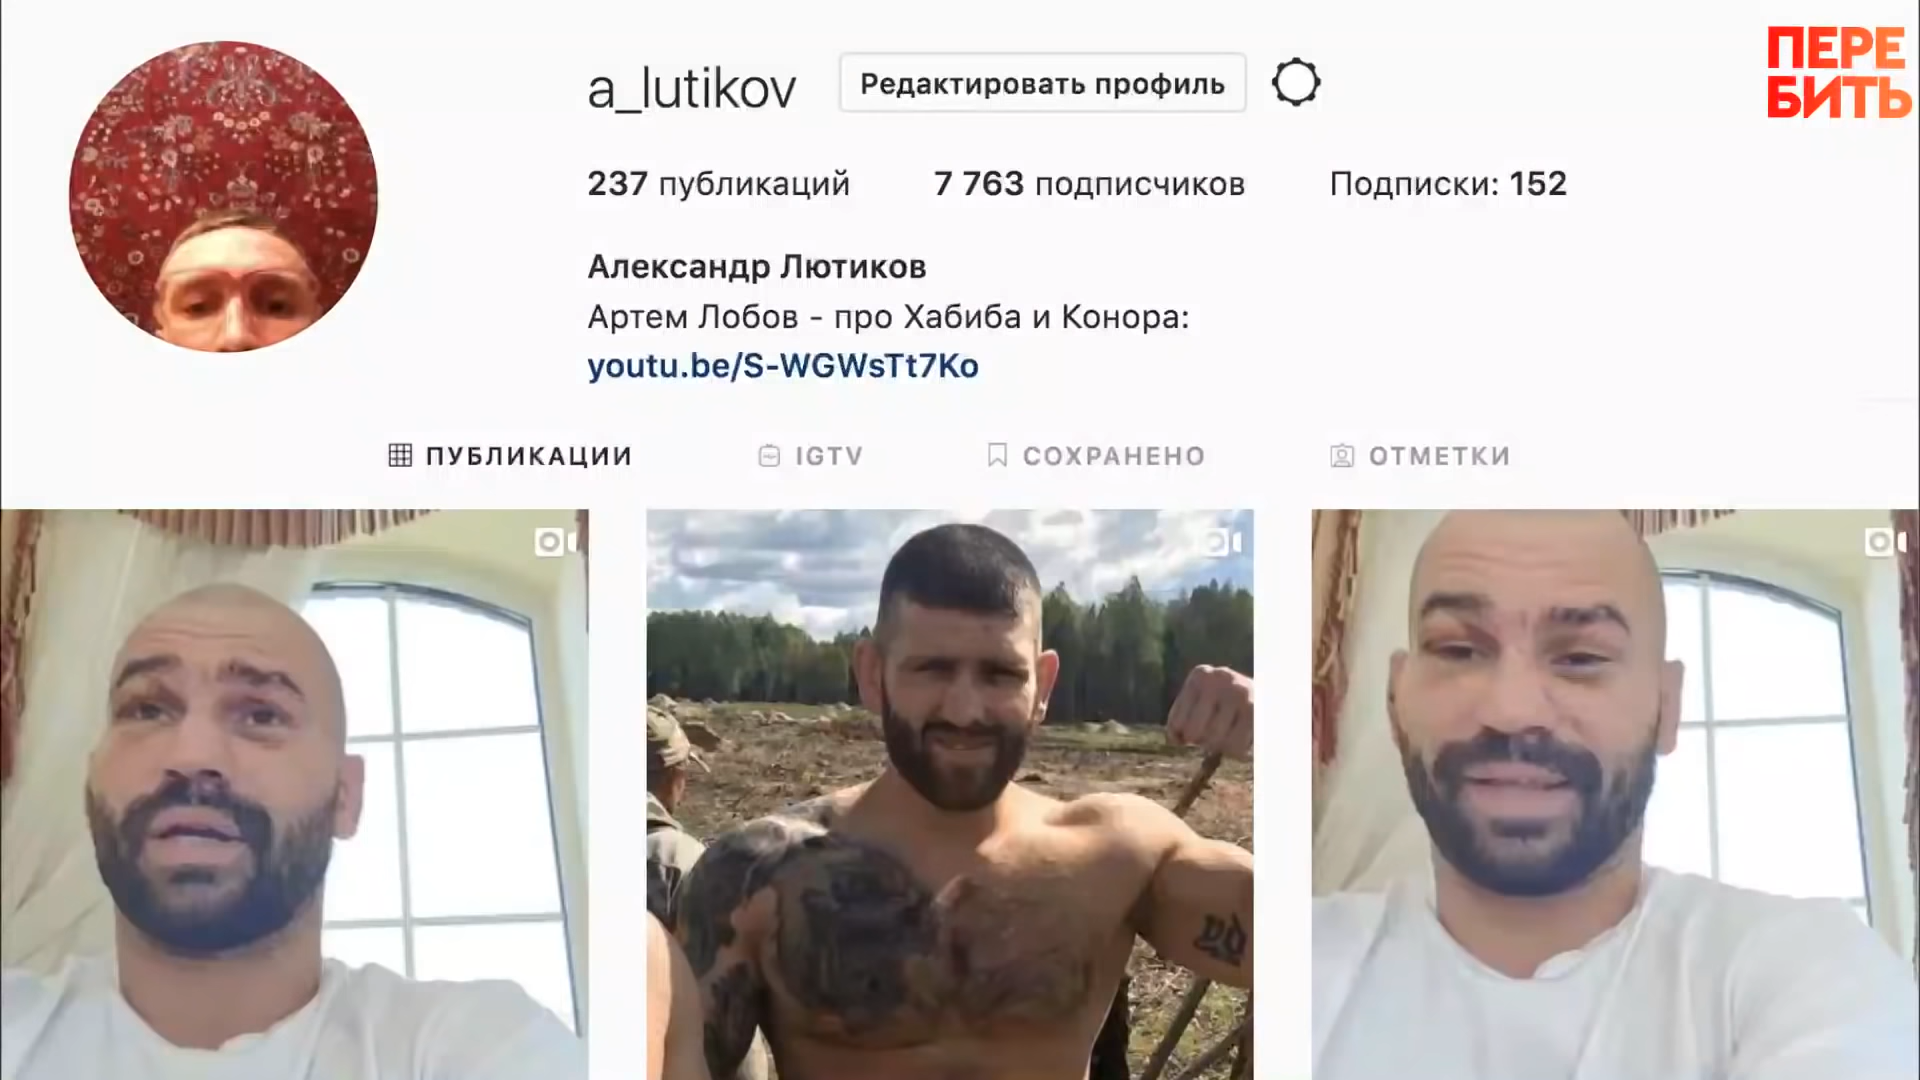 ПЕРЕ
БИТЬ
a_lutikov
Редактировать профиль
237 публикаций
7 763 подписчиков
Подписки: 152
Александр Лютиков
Артем Лобов - про Хабиба и Конора:
youtu.be/S-WGWsTt7Ko
ПУБЛИКАЦИИ
IGTV
СОХРАНЕНО
ОТМЕТКИ